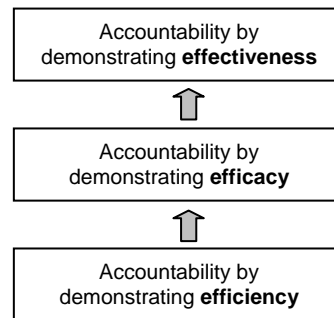 Accountability by
demonstrating effectiveness
Accountability by
demonstrating efficacy
Accountability by
demonstrating efficiency